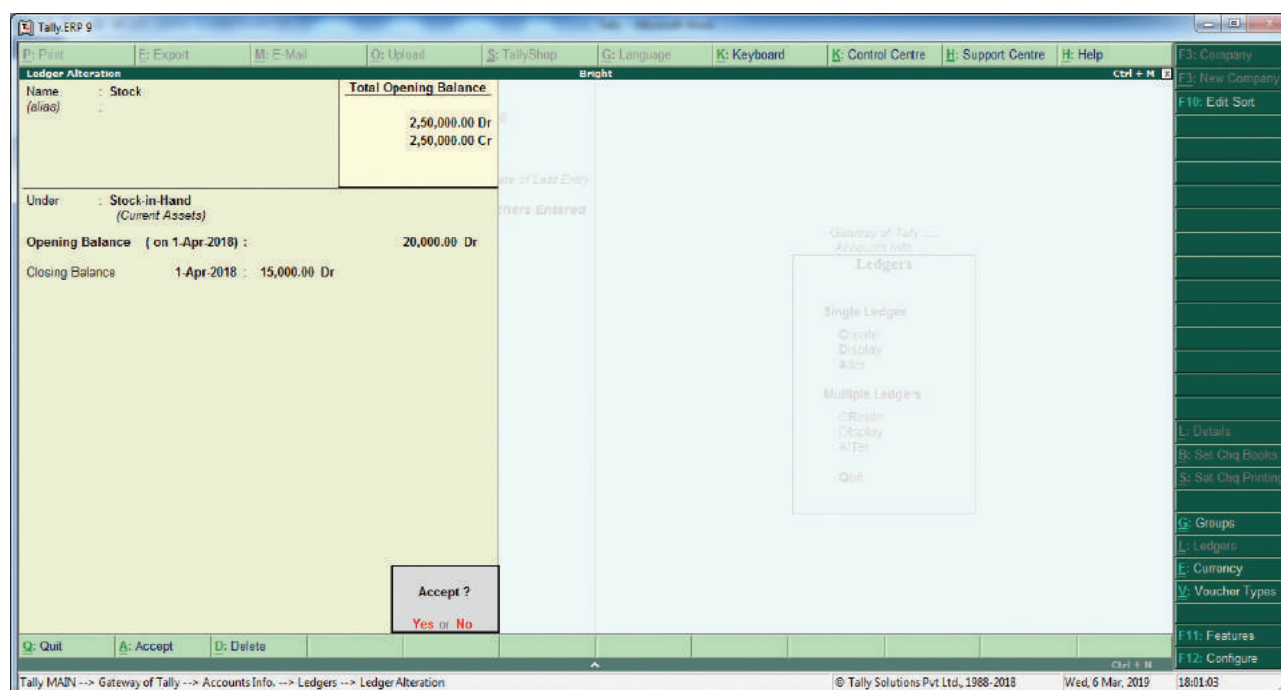 Tally.ERP 9
P: Print E: Export M: E-Mail O: Upload S: TallyShop G: Language K: Keyboard K: Control Centre H: Support Centre H: Help
Ledger Alteration Bright Ctrl + M
Name : Stock
(alias) :
Total Opening Balance
2,50,000.00 Dr
2,50,000.00 Cr
ate of Last Entry
Under : Stock-in-Hand
(Current Assets)
chers Entered
Opening Balance ( on 1-Apr-2018) : 20,000.00 Dr
Closing Balance 1-Apr-2018 : 15,000.00 Dr
Gateway of Tally .....
Accounts Info.
Ledgers
Single Ledger
Create
Display
Alter
Multiple Ledgers
CReate
DIsplay
AlTer
Quit
Accept ?
Yes or No
F3: Company
F3: New Company
F10: Edit Sort
L: Details
B: Set Chq Books
S: Set Chq Printing
G: Groups
L: Ledgers
E: Currency
V: Voucher Types
F11: Features
F12: Configure
Q: Quit A: Accept D: Delete
Ctrl + N
Tally MAIN --> Gateway of Tally --> Accounts Info. --> Ledgers --> Ledger Alteration © Tally Solutions Pvt Ltd., 1988-2018 Wed, 6 Mar, 2019 18:01:03